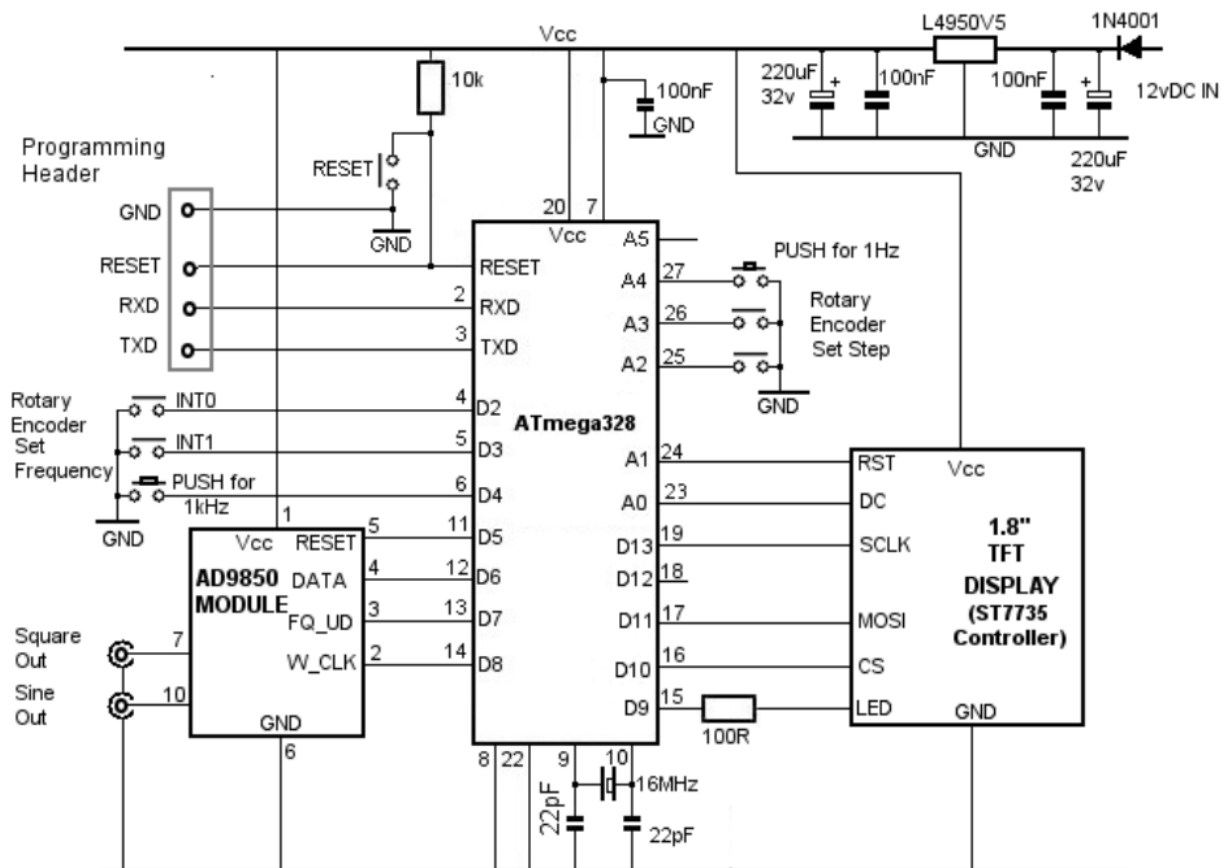 Vcc
L4950V5
1N4001
10k
100nF
GND
220uF
32v
+
100nF
100nF
+
12vDC IN
GND
220uF
32v
Programming
Header
GND
RESET
RXD
TXD
RESET
GND
20
7
Vcc
RESET
2
RXD
3
TXD
4
D2
5
D3
6
D4
11
D5
12
D6
13
D7
14
D8
ATmega328
A5
A4
27
A3
26
A2
25
A1
24
A0
23
D13
19
D12
18
D11
17
D10
16
D9
15
PUSH for 1Hz
Rotary
Encoder
Set Step
GND
Rotary
Encoder
Set
Frequency
INT0
INT1
PUSH for
1kHz
GND
1
Vcc
RESET
5
AD9850
MODULE
DATA
4
FQ_UD
3
W_CLK
2
GND
6
Square
Out
7
Sine
Out
10
RST
Vcc
DC
SCLK
MOSI
CS
LED
GND
1.8"
TFT
DISPLAY
(ST7735
Controller)
100R
8
22
9
10
22pF
16MHz
22pF